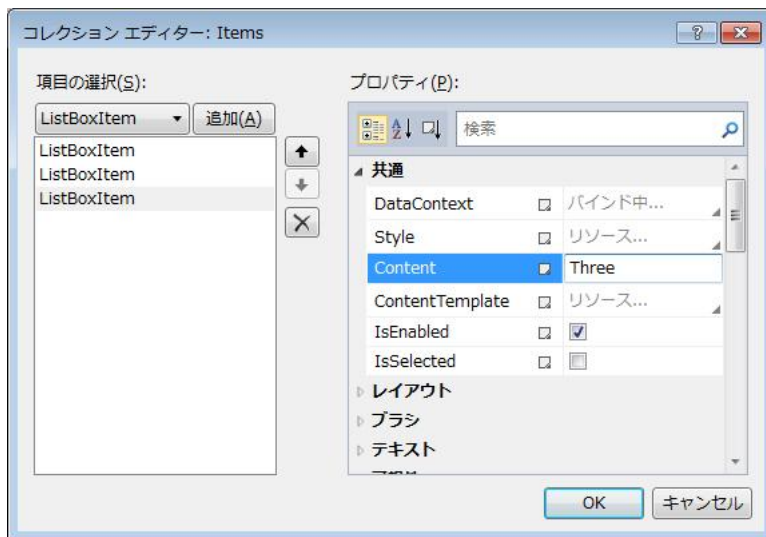 コレクション エディター: Items
項目の選択(S):
ListBoxItem
追加(A)
ListBoxItem
ListBoxItem
ListBoxItem
プロパティ(P):
検索
共通
DataContext バインド中...
Style リソース...
Content Three
ContentTemplate リソース...
IsEnabled
IsSelected
レイアウト
ブラシ
テキスト
OK
キャンセル